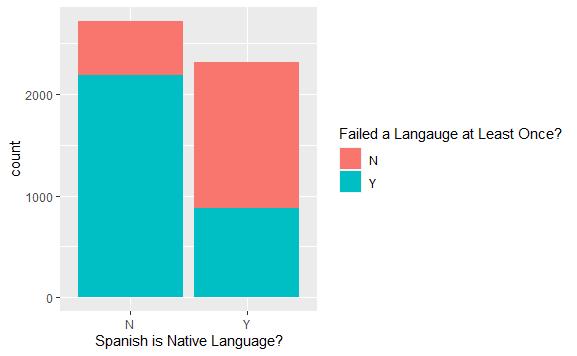 2000
1000
0
count
N
Y
Spanish is Native Language?
Failed a Langauge at Least Once?
N
Y